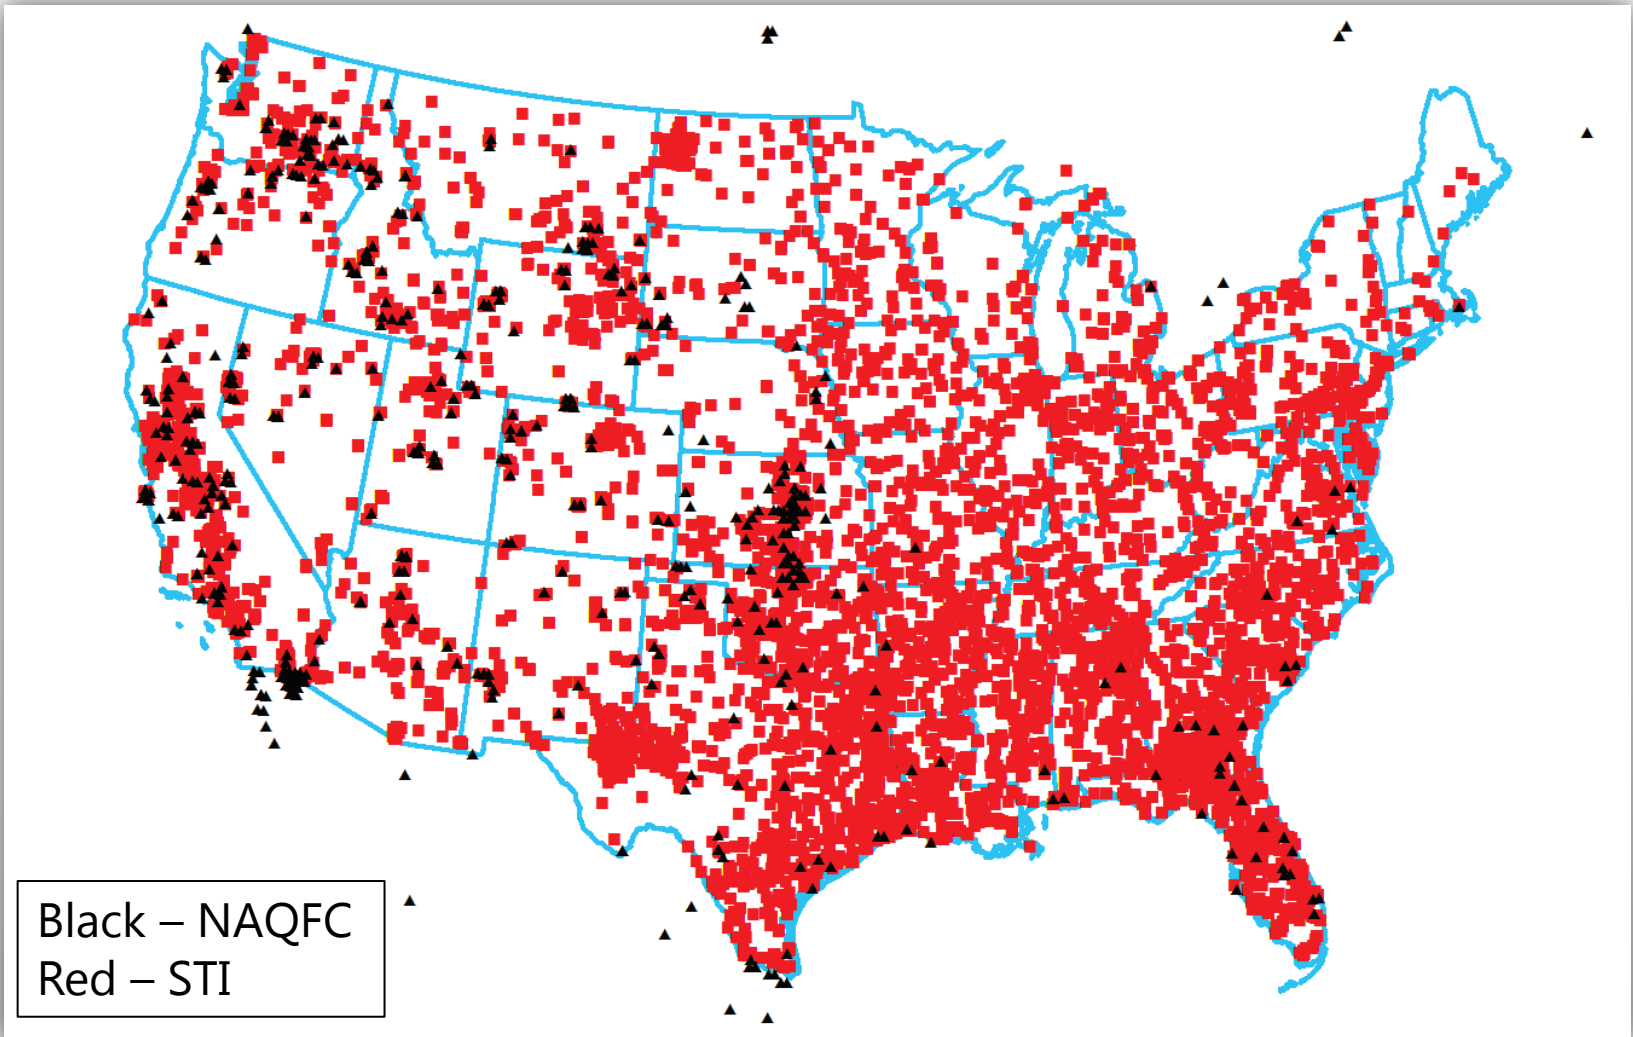 Black – NAQFC
Red – STI